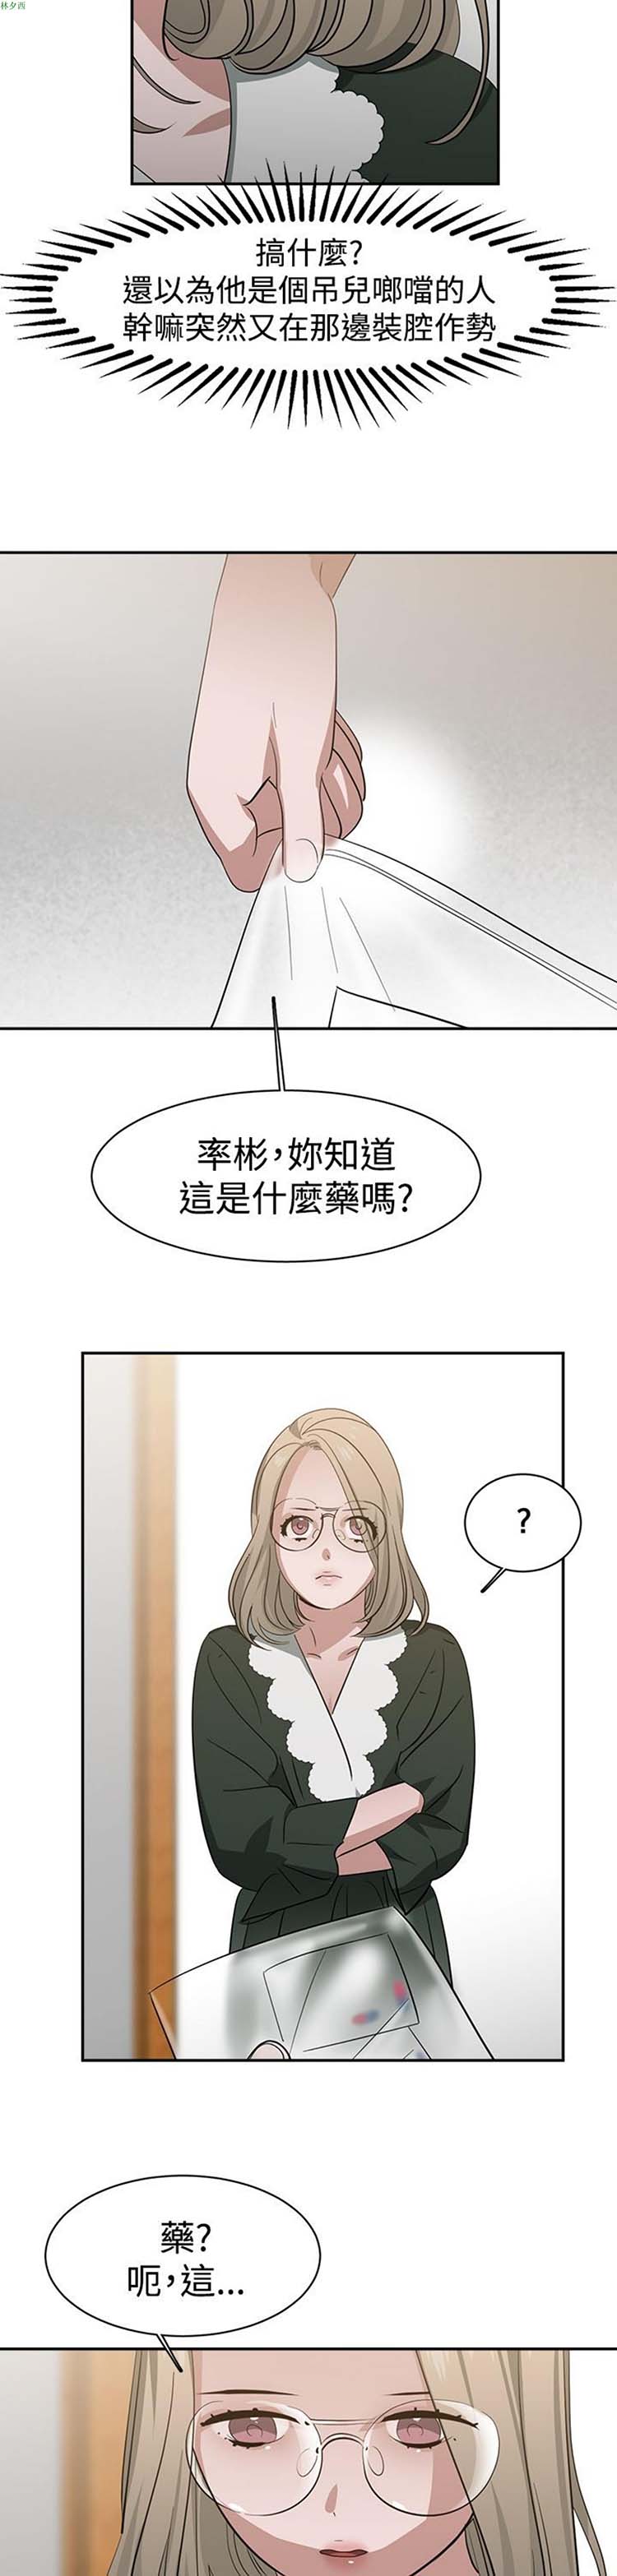 林夕西
搞什麼?
還以為他是個吊兒啷噹的人
幹嘛突然又在那邊裝腔作勢
率彬,妳知道
這是什麼藥嗎?
?
藥?
呃,這...